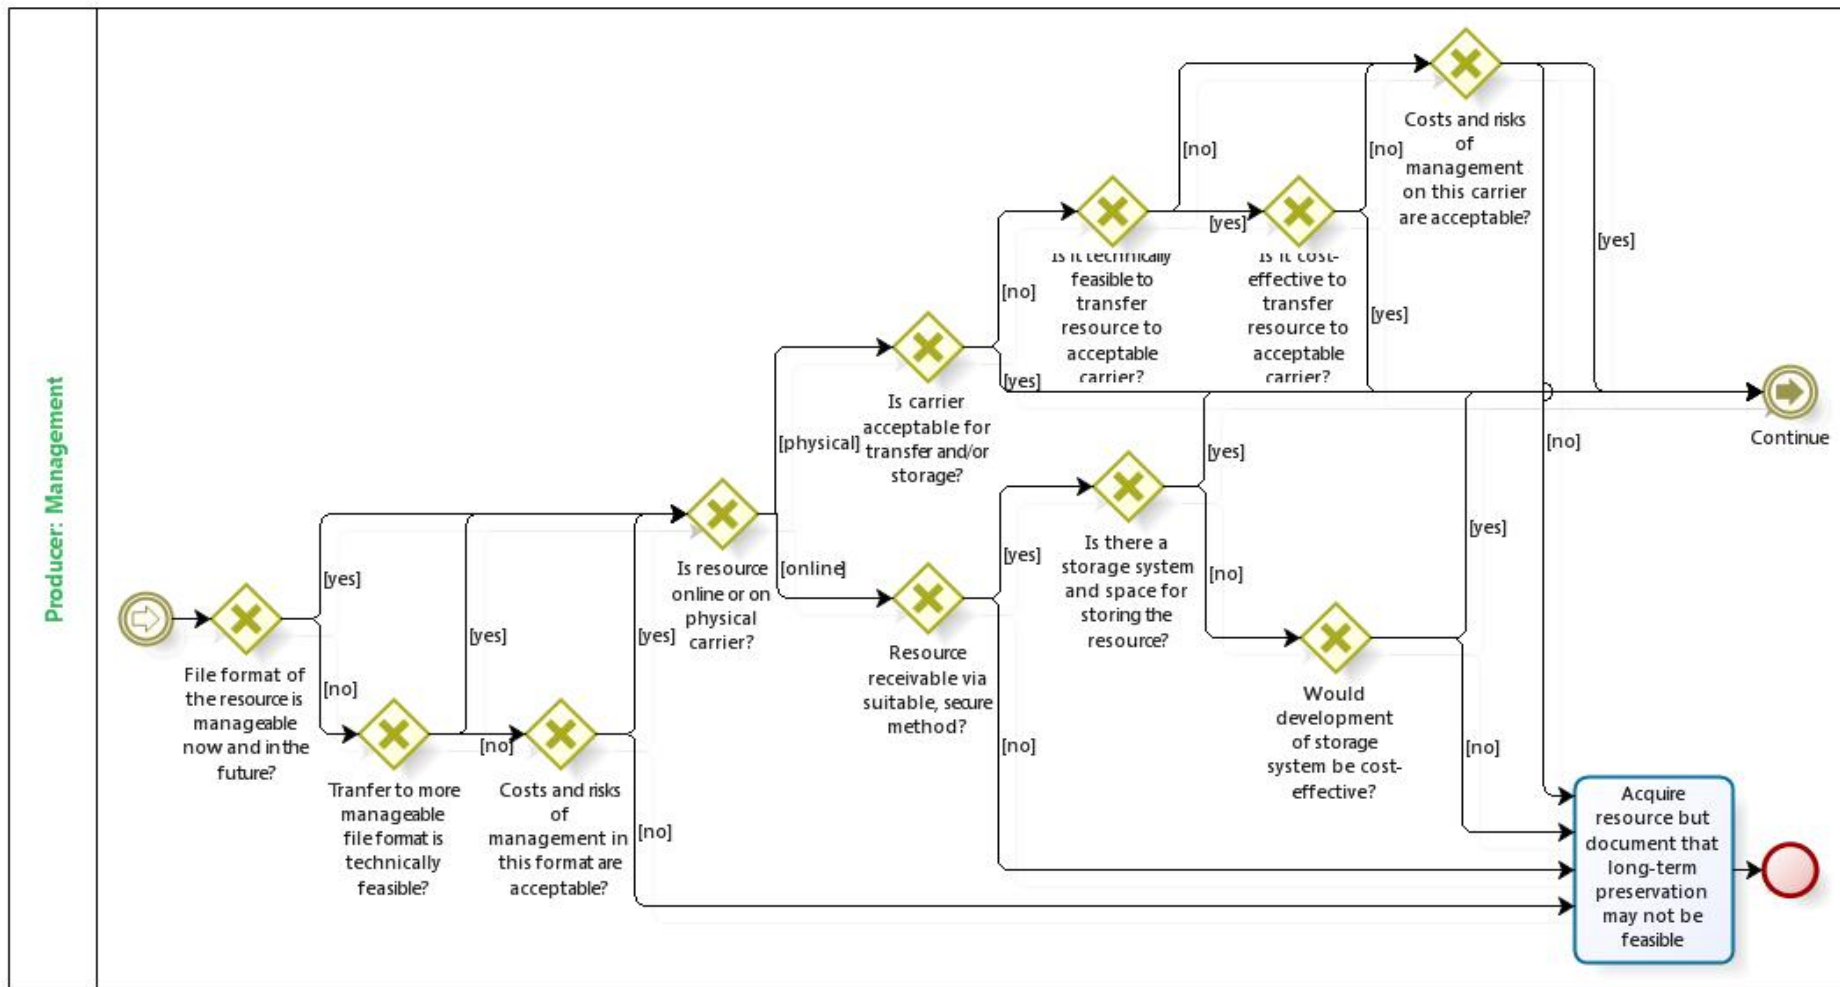 Producer: Management
File format of
the resource is
manageable
now and in the
future?
[yes]
[no]
Tranfer to more
manageable
file format is
technically
feasible?
[yes]
[no]
Costs and risks
of
management in
this format are
acceptable?
[yes]
[no]
Is resource
online or on
physical
carrier?
[physical]
[online]
Is carrier
acceptable for
transfer and/or
storage?
[no]
[yes]
Is it technically
feasible to
transfer
resource to
acceptable
carrier?
[no]
[yes]
Is it cost-
effective to
transfer
resource to
acceptable
carrier?
[no]
[yes]
Costs and risks
of
management
on this carrier
are acceptable?
[yes]
[no]
Continue
Resource
receivable via
suitable, secure
method?
[yes]
[no]
Is there a
storage system
and space for
storing the
resource?
[yes]
[no]
Would
development
of storage
system be cost-
effective?
[yes]
[no]
Acquire
resource but
document that
long-term
preservation
may not be
feasible